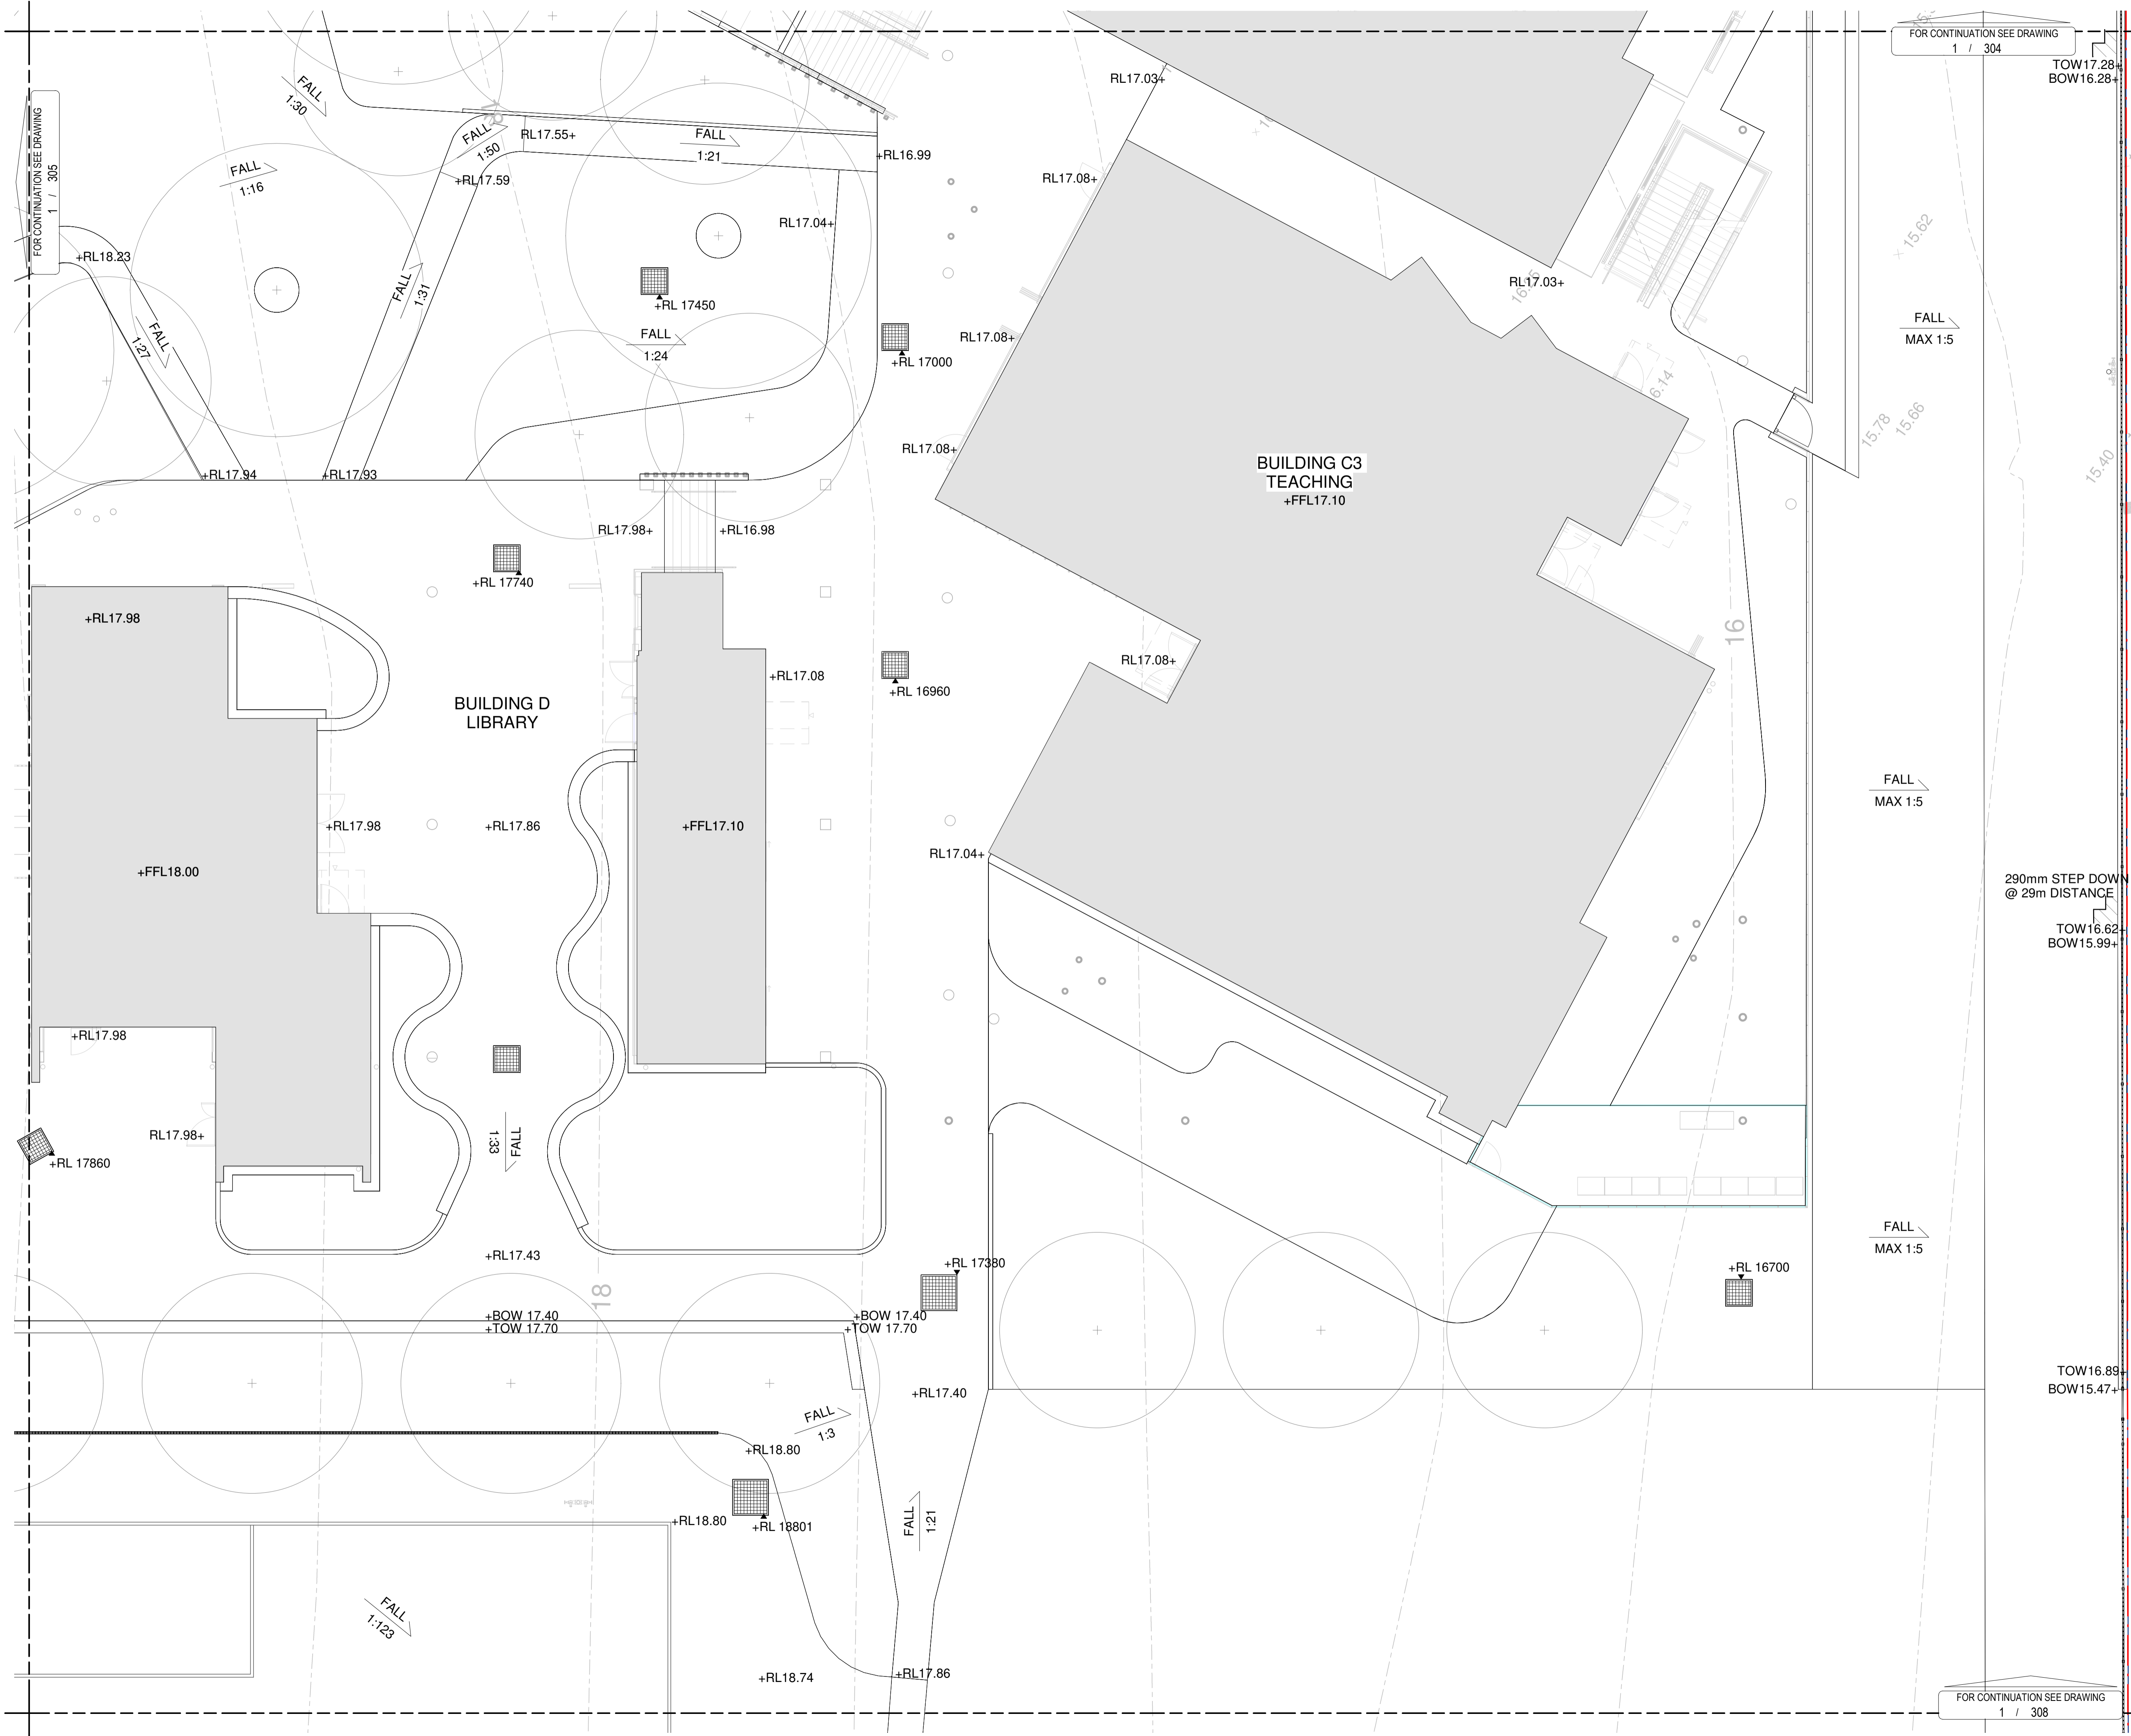 FOR CONTINUATION SEE DRAWING
1 / 304
TOW17.28+
BOW16.28+
FOR CONTINUATION SEE DRAWING
1 / 305
RL17.03+
FALL
1:30
FALL
1:50
RL17.55+
FALL
1:21
+RL16.99
FALL
1:16
+RL17.59
RL17.08+
RL17.04+
+RL18.23
15.62
FALL
1:31
RL17.03+
+RL 17450
FALL
1:27
FALL
1:24
RL17.08+
+RL 17000
FALL
MAX 1:5
15.78
15.66
15.40
RL17.08+
BUILDING C3
TEACHING
+FFL17.10
+RL17.94
+RL17.93
RL17.98+
+RL16.98
+RL 17740
+RL17.98
16
RL17.08+
+RL17.08
+RL 16960
BUILDING D
LIBRARY
FALL
MAX 1:5
+RL17.98
+RL17.86
+FFL17.10
RL17.04+
+FFL18.00
290mm STEP DOWN
@ 29m DISTANCE
TOW16.62+
BOW15.99+
+RL17.98
RL17.98+
FALL
1:33
+RL 17860
FALL
MAX 1:5
+RL17.43
+RL 17380
+RL 16700
18
+BOW 17.40
+TOW 17.70
+BOW 17.40
+TOW 17.70
TOW16.89+
BOW15.47+
+RL17.40
FALL
1:3
+RL18.80
+RL18.80
+RL 18801
FALL
1:21
FALL
1:123
+RL18.74
+RL17.86
FOR CONTINUATION SEE DRAWING
1 / 308